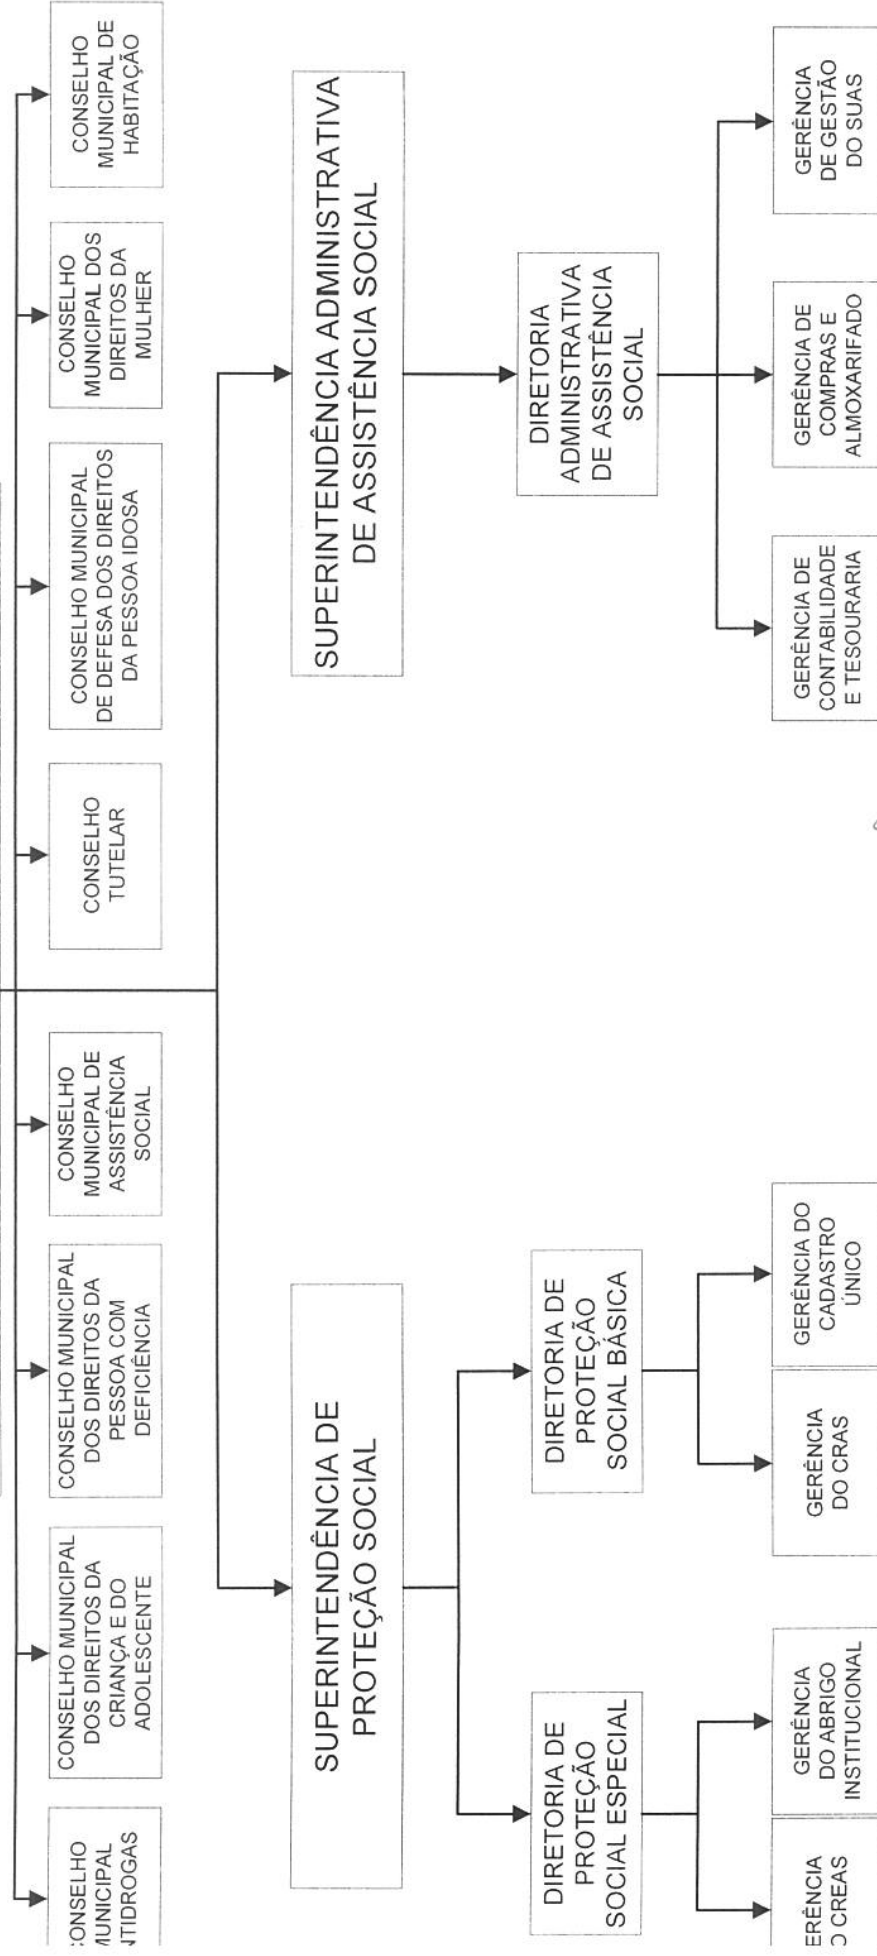 ONSELHO
MUNICIPAL
NTIDROGAS
CONSELHO MUNICIPAL
DOS DIREITOS DA
CRIANÇA E DO
ADOLESCENTE
CONSELHO MUNICIPAL
DOS DIREITOS DA
PESSOA COM
DEFICIÊNCIA
CONSELHO
MUNICIPAL DE
ASSISTÊNCIA
SOCIAL
CONSELHO
TUTELAR
CONSELHO MUNICIPAL
DE DEFESA DOS DIREITOS
DA PESSOA IDOSA
CONSELHO
MUNICIPAL DOS
DIREITOS DA
MULHER
CONSELHO
MUNICIPAL DE
HABITAÇÃO
SUPERINTENDÊNCIA DE
PROTEÇÃO SOCIAL
SUPERINTENDÊNCIA ADMINISTRATIVA
DE ASSISTÊNCIA SOCIAL
DIRETORIA DE
PROTEÇÃO
SOCIAL ESPECIAL
DIRETORIA DE
PROTEÇÃO
SOCIAL BÁSICA
DIRETORIA
ADMINISTRATIVA
DE ASSISTÊNCIA
SOCIAL
ERÊNCIA
O CREAS
GERÊNCIA
DO ABRIGO
INSTITUCIONAL
GERÊNCIA
DO CRAS
GERÊNCIA DO
CADASTRO
ÚNICO
GERÊNCIA DE
CONTABILIDADE
E TESOURARIA
GERÊNCIA DE
COMPRAS E
ALMOXARIFADO
GERÊNCIA
DE GESTÃO
DO SUAS